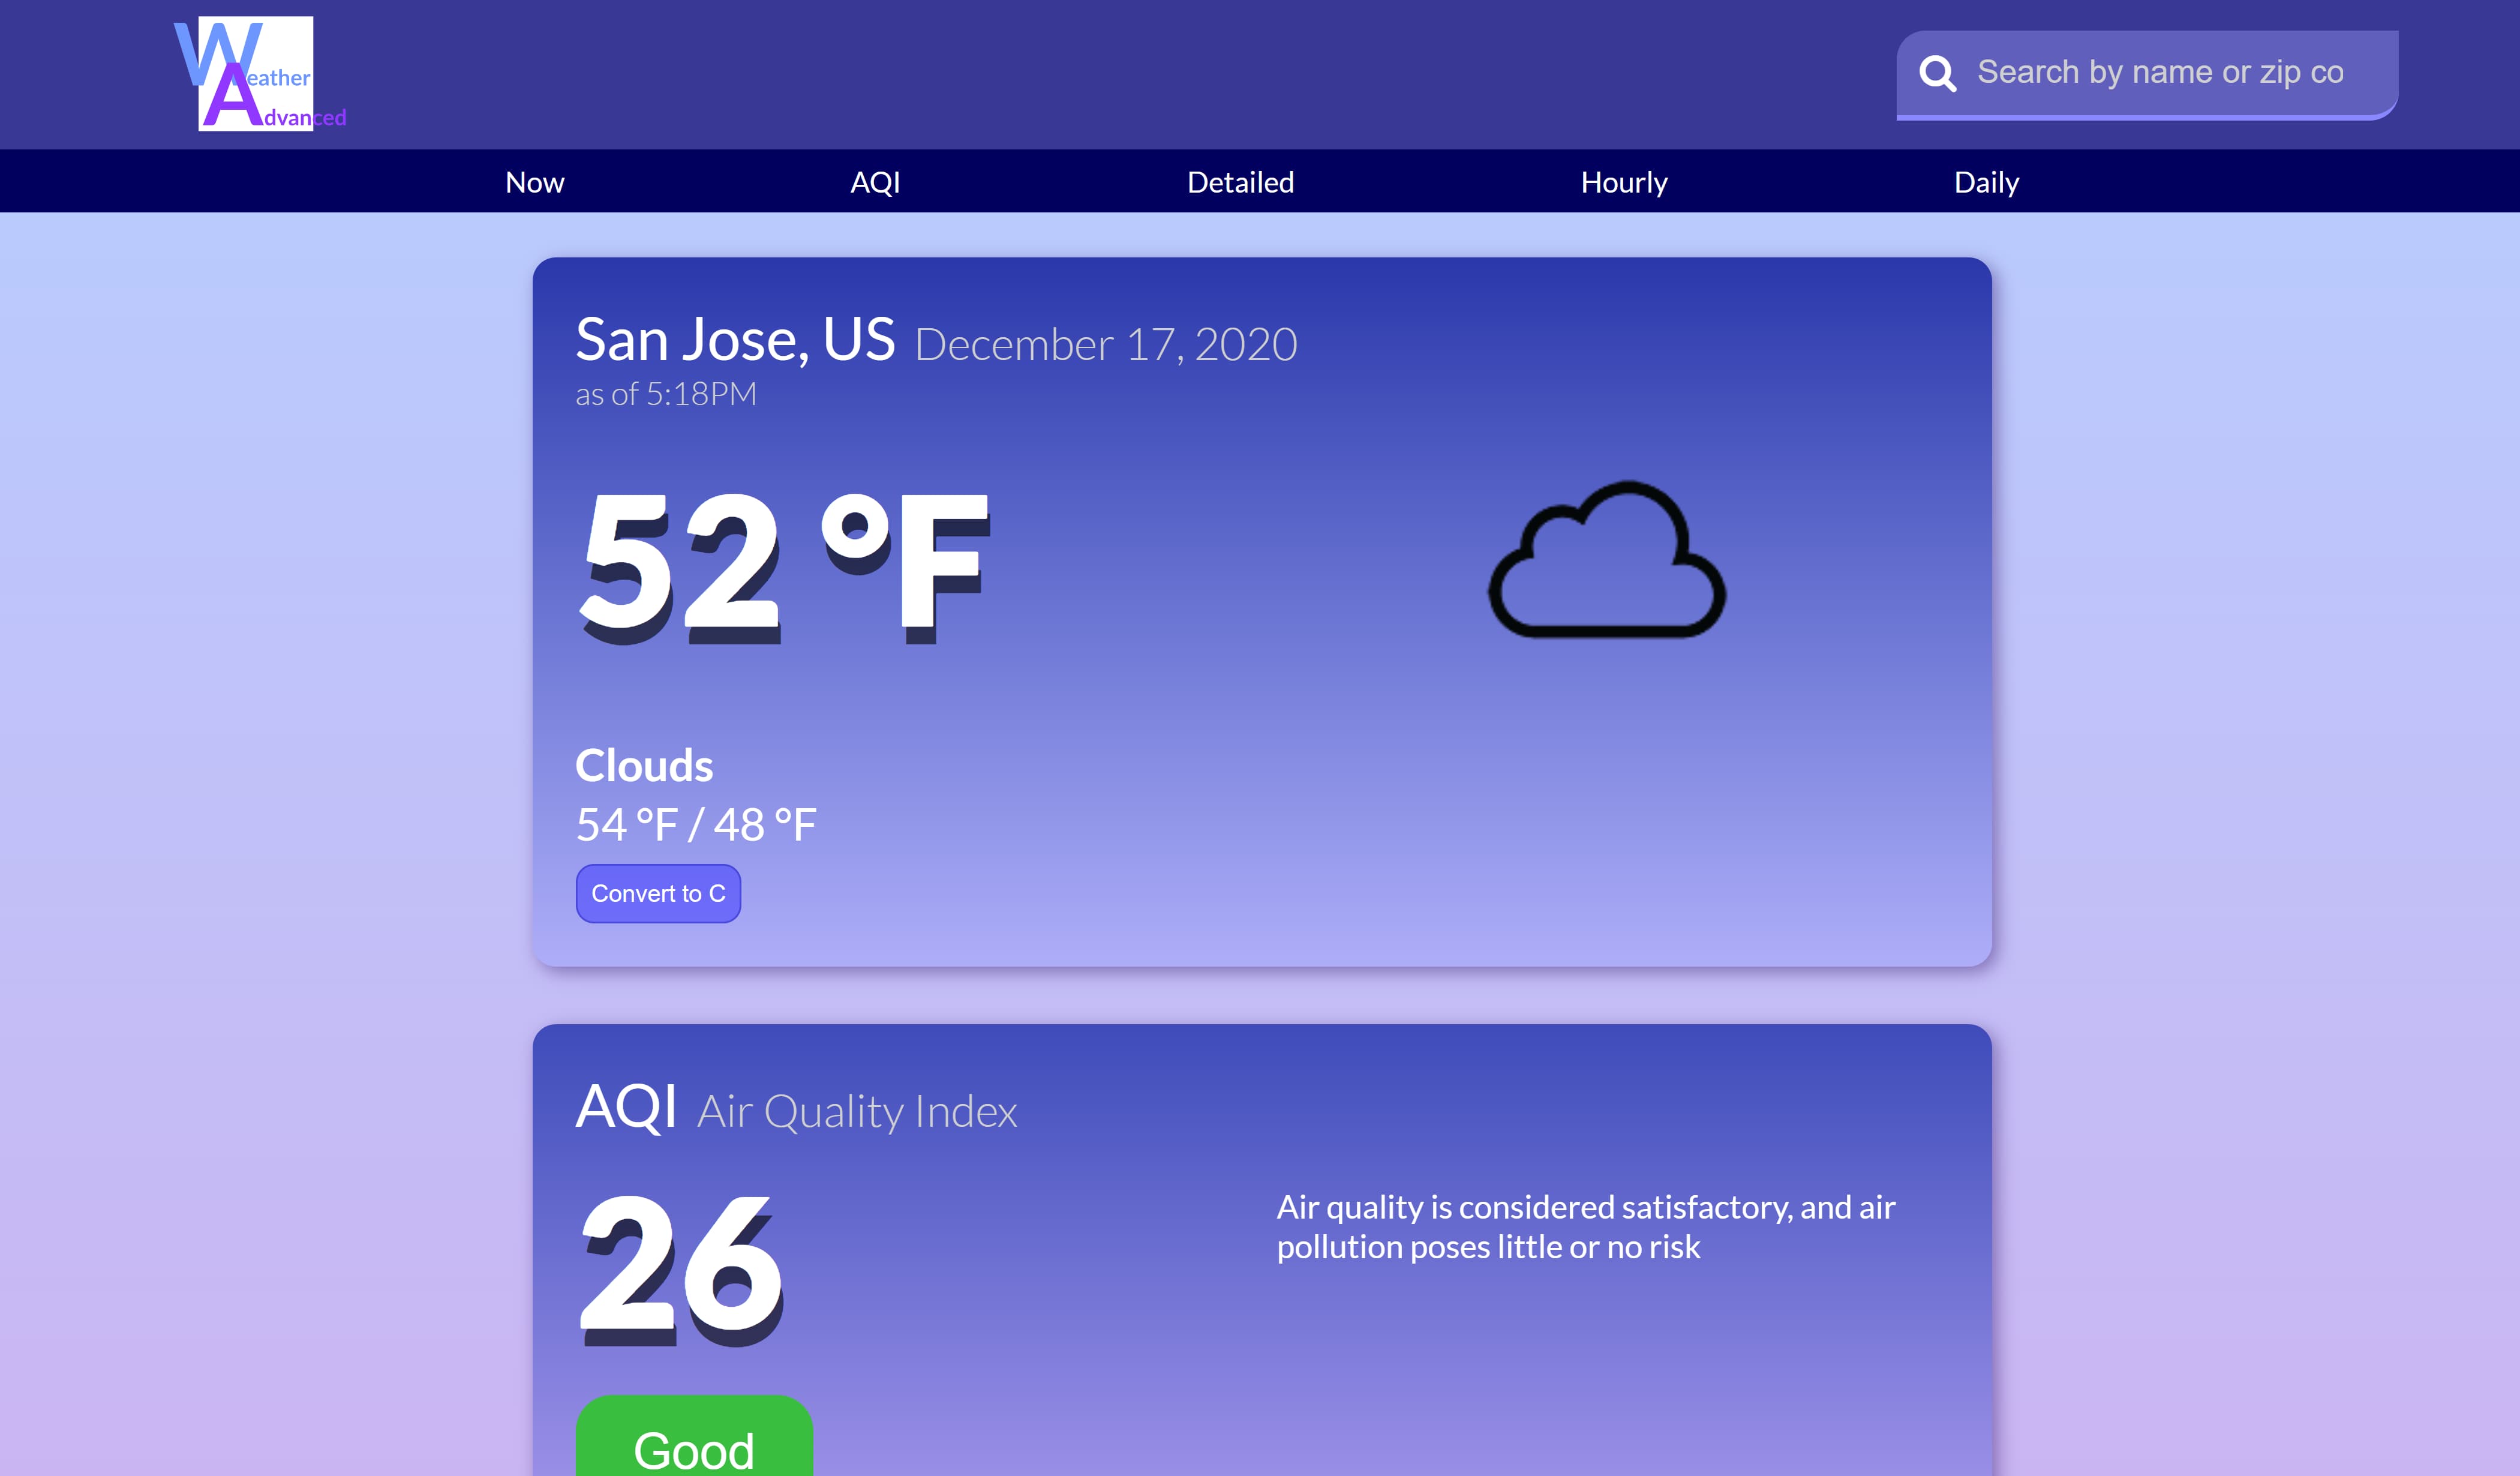 Weather
Advanced
Search by name or zip co
Now AQI Detailed Hourly Daily
San Jose, US December 17, 2020
as of 5:18PM
52 °F
Clouds
54 °F / 48 °F
Convert to C
AQI Air Quality Index
26
Air quality is considered satisfactory, and air
pollution poses little or no risk
Good